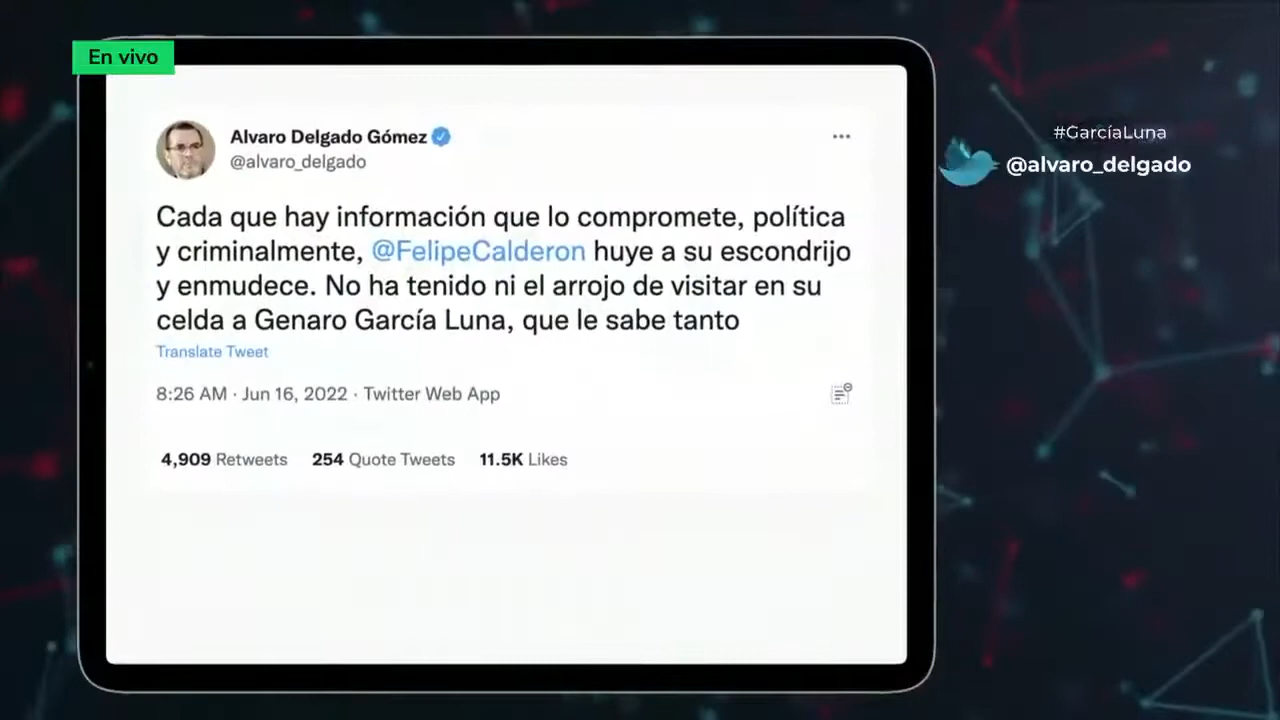 En vivo
Alvaro Delgado Gómez
@alvaro_delgado
#GarcíaLuna
@alvaro_delgado
Cada que hay información que lo compromete, política
y criminalmente, @FelipeCalderon huye a su escondrijo
y enmudece. No ha tenido ni el arrojo de visitar en su
celda a Genaro García Luna, que le sabe tanto
Translate Tweet
8:26 AM · Jun 16, 2022 · Twitter Web App
4,909 Retweets 254 Quote Tweets 11.5K Likes